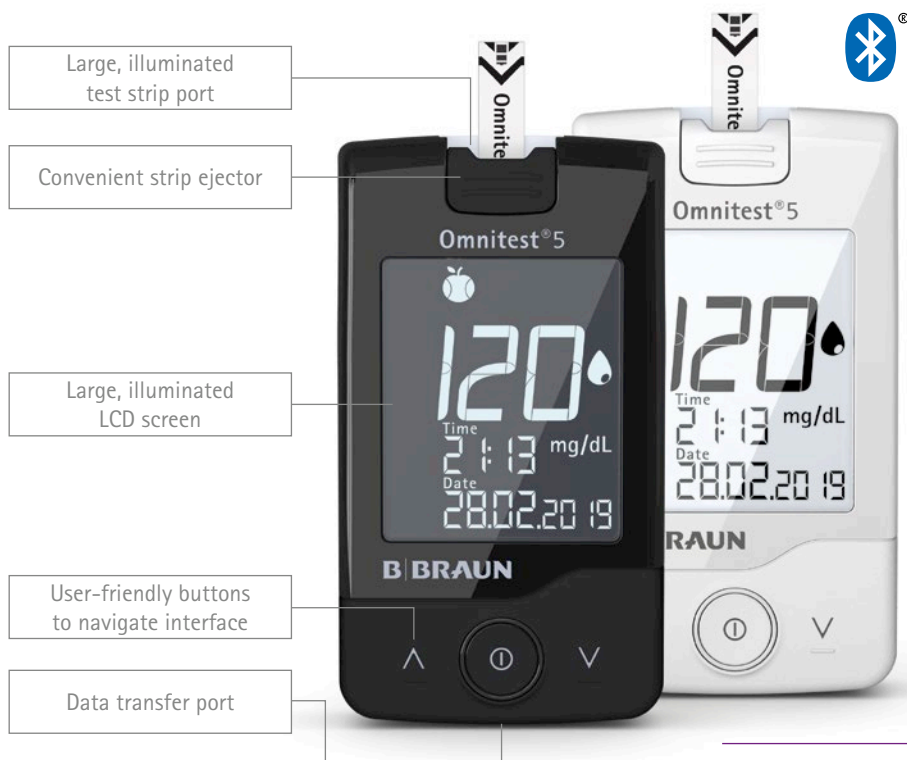 Large, illuminated
test strip port
Convenient strip ejector
Large, illuminated
LCD screen
User-friendly buttons
to navigate interface
Data transfer port
Omnite
Omnitest®5
120
Time
21:13 mg/dL
Date
28.02.2019
B|BRAUN
Omnite
®
Omnitest®5
120
Time
21:13 mg/dL
Date
28.02.2019
RAUN